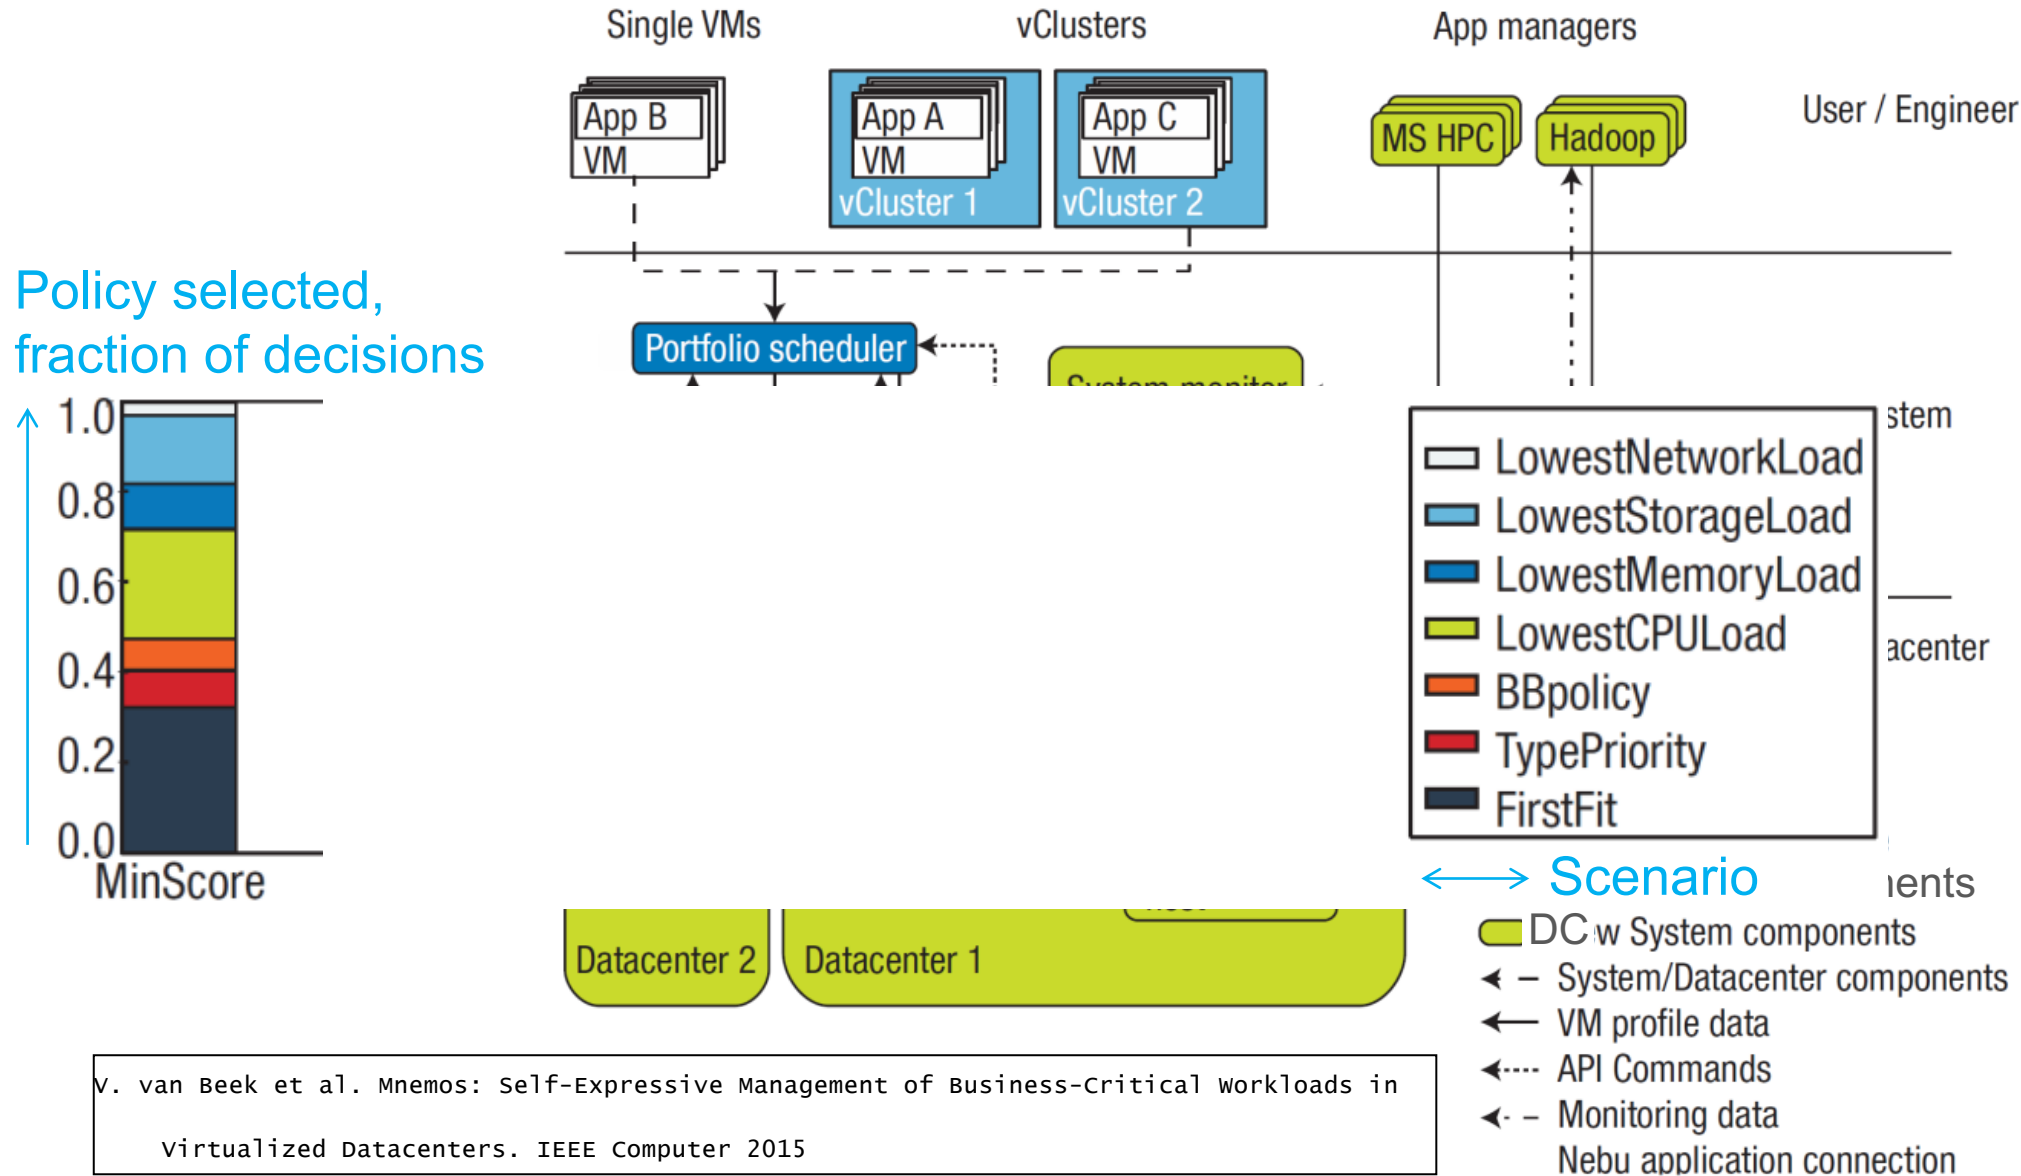 Single VMs
vClusters
App managers
User / Engineer
App B
VM
App A
VM
vCluster 1
App C
VM
vCluster 2
MS HPC
Hadoop
Policy selected,
fraction of decisions
Portfolio scheduler
System monitor
1.0
0.8
0.6
0.4
0.2
0.0
MinScore
LowestNetworkLoad
LowestStorageLoad
LowestMemoryLoad
LowestCPULoad
BBpolicy
TypePriority
FirstFit
Scenario
DC
System components
System/Datacenter components
VM profile data
API Commands
Monitoring data
Nebu application connection
Datacenter 2
Datacenter 1
V. van Beek et al. Mnemos: Self-Expressive Management of Business-Critical Workloads in
Virtualized Datacenters. IEEE Computer 2015